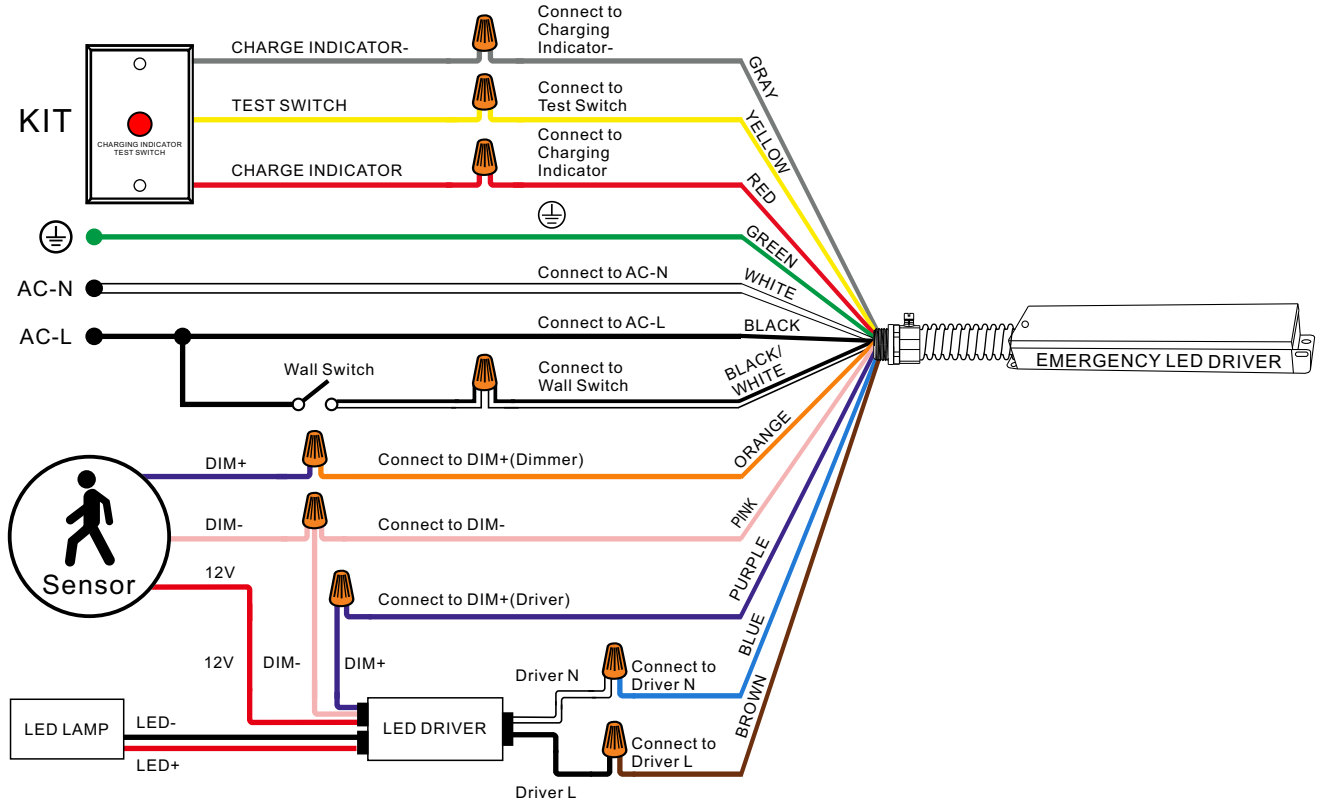 CHARGE INDICATOR-
Connect to
Charging
Indicator-
GRAY
KIT
TEST SWITCH
Connect to
Test Switch
YELLOW
CHARGING INDICATOR
TEST SWITCH
CHARGE INDICATOR
Connect to
Charging
Indicator
RED
GREEN
AC-N
Connect to AC-N
WHITE
AC-L
Connect to AC-L
BLACK
Wall Switch
Connect to
Wall Switch
BLACK/
WHITE
EMERGENCY LED DRIVER
DIM+
Connect to DIM+(Dimmer)
ORANGE
DIM-
Connect to DIM-
PINK
Sensor
12V
Connect to DIM+(Driver)
PURPLE
12V
DIM-
DIM+
Driver N
Connect to
Driver N
BLUE
LED LAMP
LED-
LED+
LED DRIVER
Connect to
Driver L
BROWN
Driver L